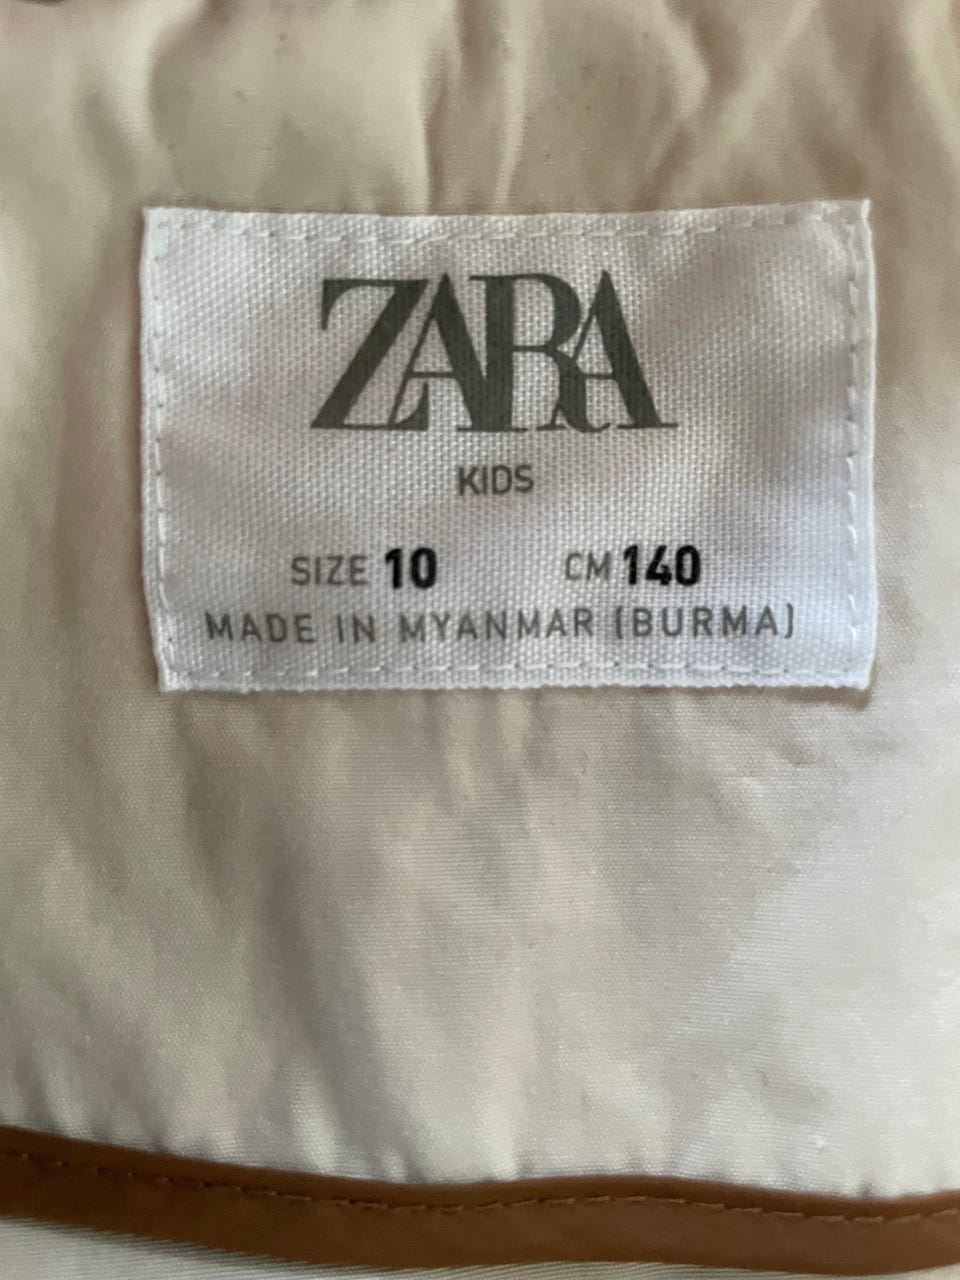 ZARA
KIDS
SIZE 10 CM 140
MADE IN MYANMAR (BURMA)